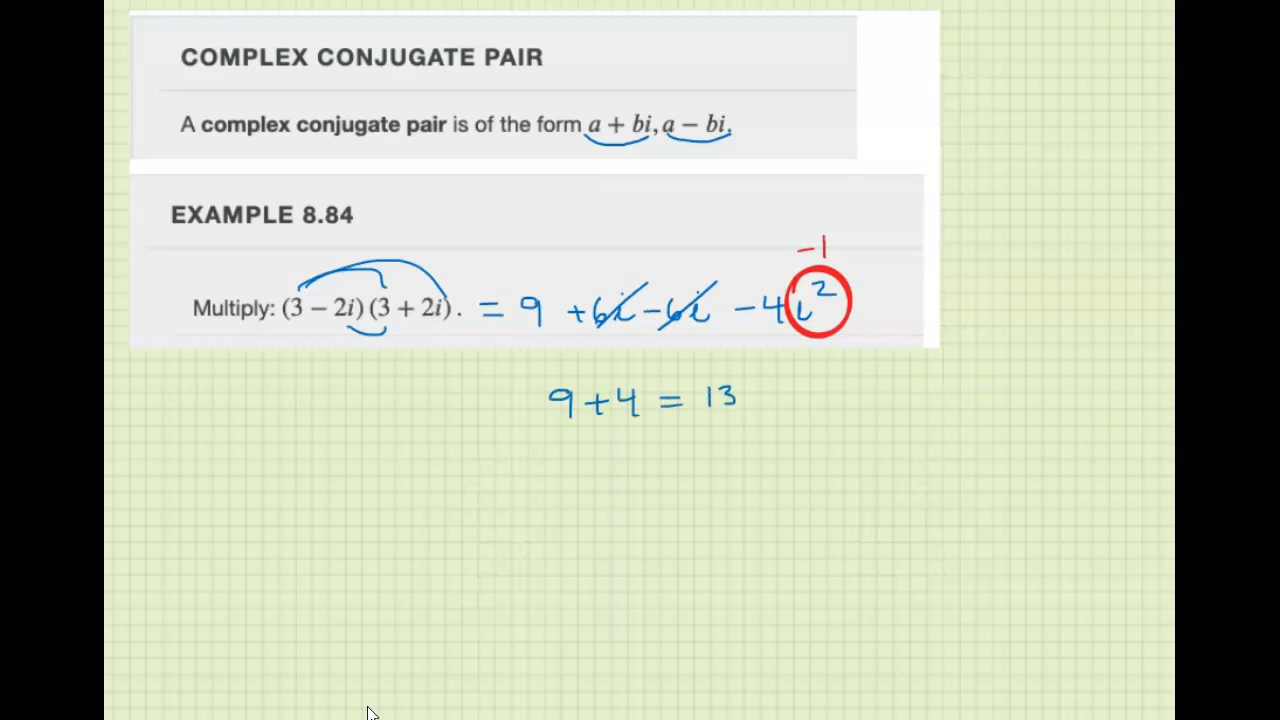 COMPLEX CONJUGATE PAIR
A complex conjugate pair is of the form a + bi, a − bi.
EXAMPLE 8.84
−1
Multiply: (3 − 2i)(3 + 2i). = 9 + 6i − 6i − 4i²
9 + 4 = 13